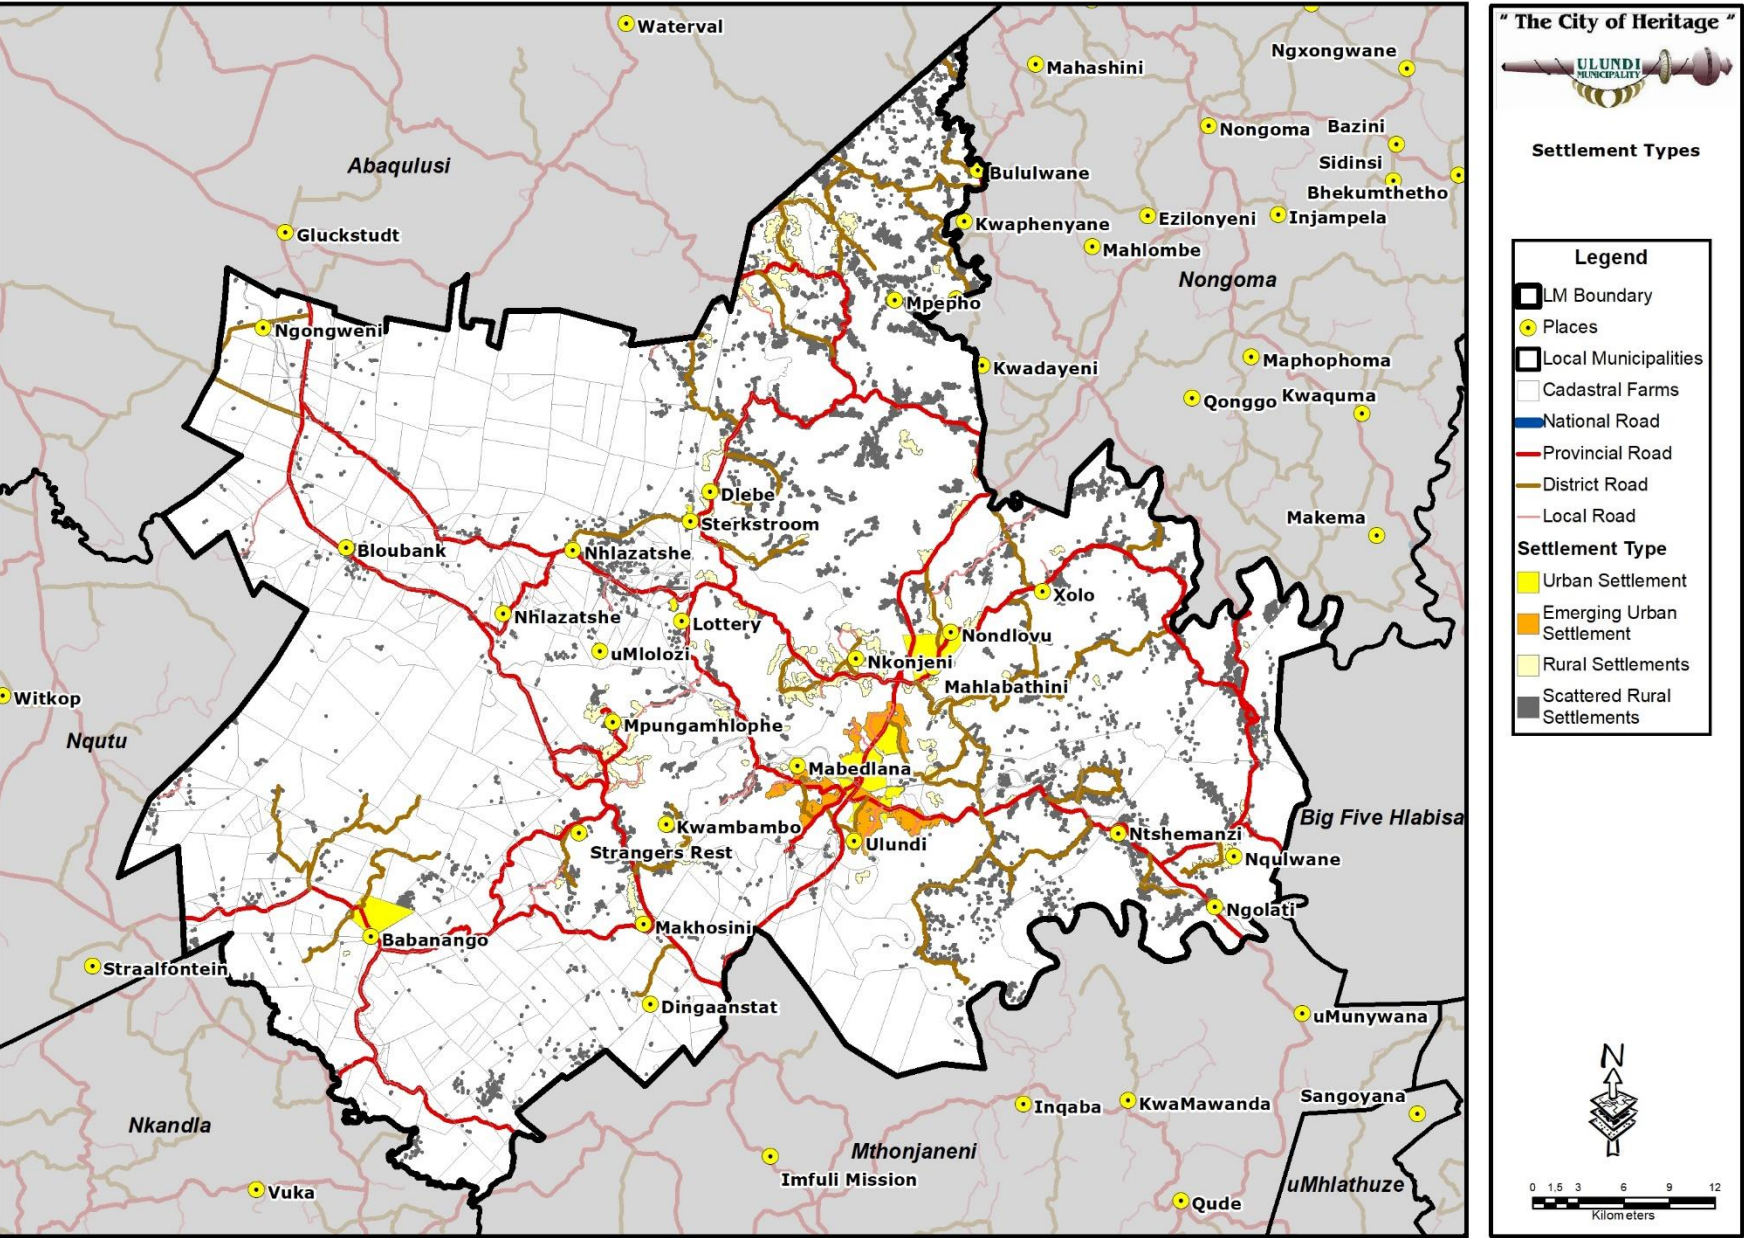 Waterval
Mahashini
Ngxongwane
Nongoma
Bazini
Sidinsi
Bhekumthetho
Abaqulusi
Bululwane
Kwaphenyane
Ezilonyeni
Injampela
Mahlombe
Gluckstudt
Nongoma
Mpepho
Ngongweni
Kwadayeni
Maphophoma
Qonggo
Kwaquma
Dlebe
Sterkstroom
Makema
Bloubank
Nhlazatshe
Xolo
Nhlazatshe
Lottery
Nondlovu
uMlolozi
Nkonjeni
Mahlabathini
Witkop
Mpungamhlophe
Nqutu
Mabedlana
Big Five Hlabisa
Kwambambo
Ntshemanzi
Strangers Rest
Ulundi
Nqulwane
Ngolati
Makhosini
Babanango
Straalfontein
Dingaanstat
uMunywana
Inqaba
KwaMawanda
Sangoyana
Nkandla
Mthonjaneni
Imfuli Mission
uMhlathuze
Vuka
Qude
" The City of Heritage "
ULUNDI
MUNICIPALITY
Settlement Types
Legend
LM Boundary
Places
Local Municipalities
Cadastral Farms
National Road
Provincial Road
District Road
Local Road
Settlement Type
Urban Settlement
Emerging Urban
Settlement
Rural Settlements
Scattered Rural
Settlements
N
0 1.5 3 6 9 12
Kilometers